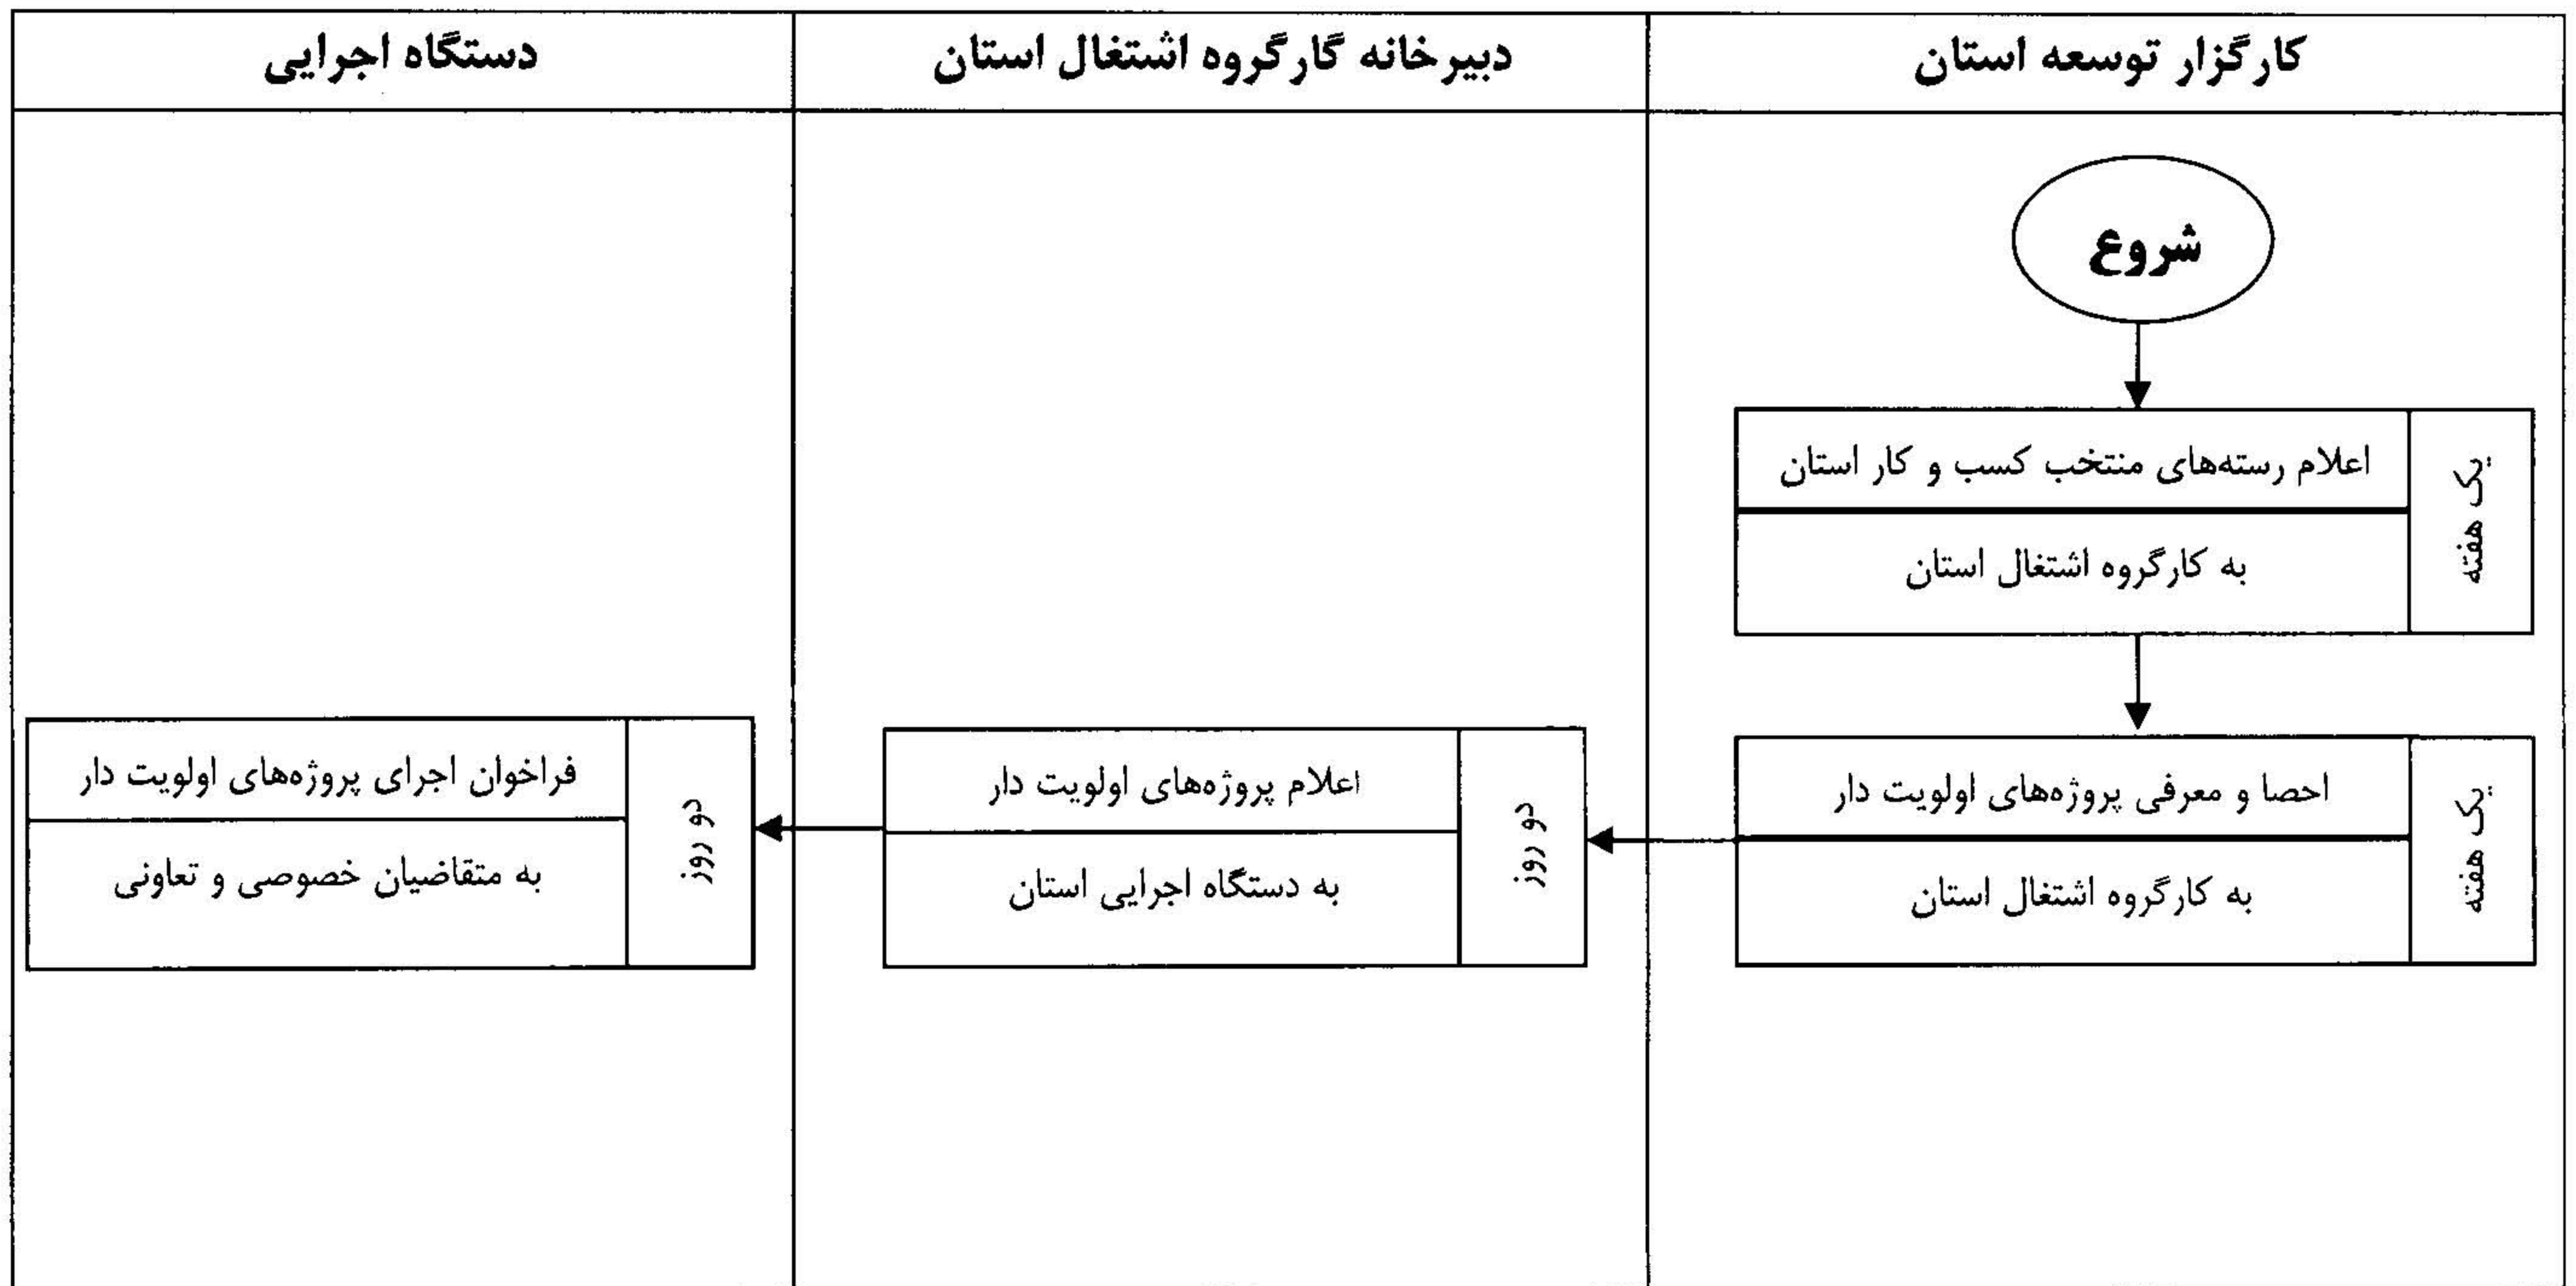 کارگزار توسعه استان
دبیرخانه کارگروه اشتغال استان
دستگاه اجرایی
شروع
یک هفته
اعلام رسته‌های منتخب کسب و کار استان
به کارگروه اشتغال استان
یک هفته
احصا و معرفی پروژه‌های اولویت دار
به کارگروه اشتغال استان
دو روز
اعلام پروژه‌های اولویت دار
به دستگاه اجرایی استان
دو روز
فراخوان اجرای پروژه‌های اولویت دار
به متقاضیان خصوصی و تعاونی